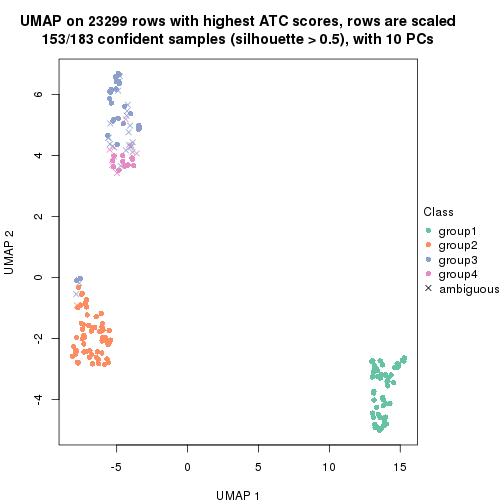 UMAP on 23299 rows with highest ATC scores, rows are scaled
153/183 confident samples (silhouette > 0.5), with 10 PCs
6
4
2
0
-2
-4
UMAP 2
-5
0
5
10
15
UMAP 1
Class
group1
group2
group3
group4
ambiguous